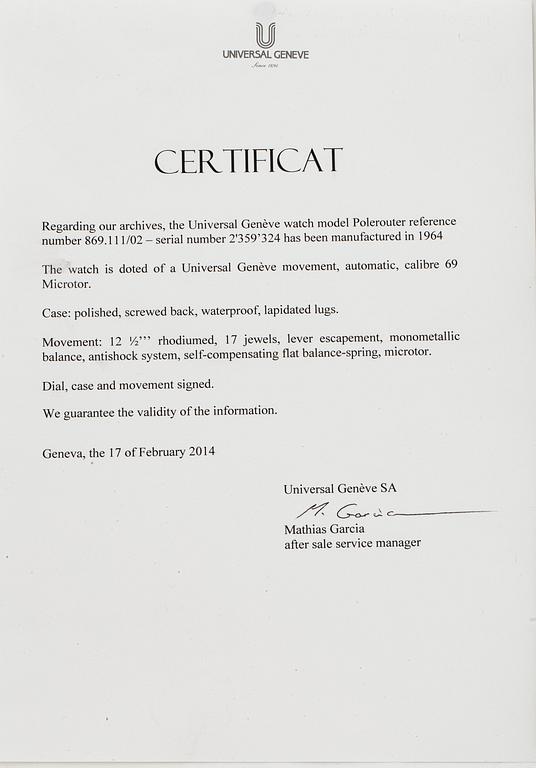 UNIVERSAL GENEVE
Since 1894
CERTIFICAT
Regarding our archives, the Universal Genève watch model Polerouter reference
number 869.111/02 – serial number 2'359'324 has been manufactured in 1964
The watch is doted of a Universal Genève movement, automatic, calibre 69
Microtor.
Case: polished, screwed back, waterproof, lapidated lugs.
Movement: 12 ½''' rhodiumed, 17 jewels, lever escapement, monometallic
balance, antishock system, self-compensating flat balance-spring, microtor.
Dial, case and movement signed.
We guarantee the validity of the information.
Geneva, the 17 of February 2014
Universal Genève SA
M. Garcia
Mathias Garcia
after sale service manager